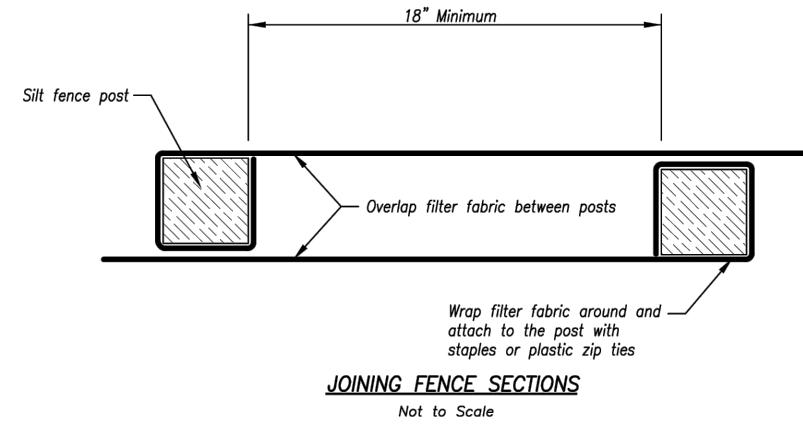 18" Minimum
Silt fence post
Overlap filter fabric between posts
Wrap filter fabric around and
attach to the post with
staples or plastic zip ties
JOINING FENCE SECTIONS
Not to Scale